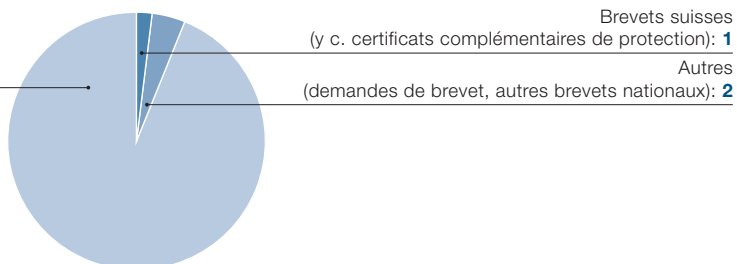 Brevets suisses
(y c. certificats complémentaires de protection): 1
Autres
(demandes de brevet, autres brevets nationaux): 2